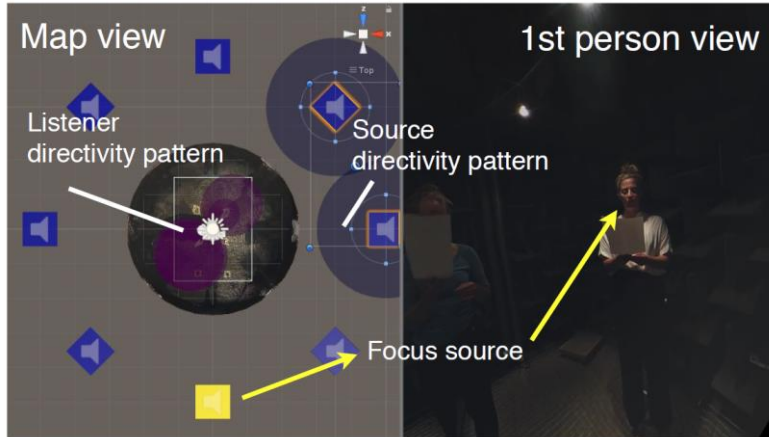 Map view
1st person view
z
x
Top
Listener
directivity pattern
Source
directivity pattern
Focus source